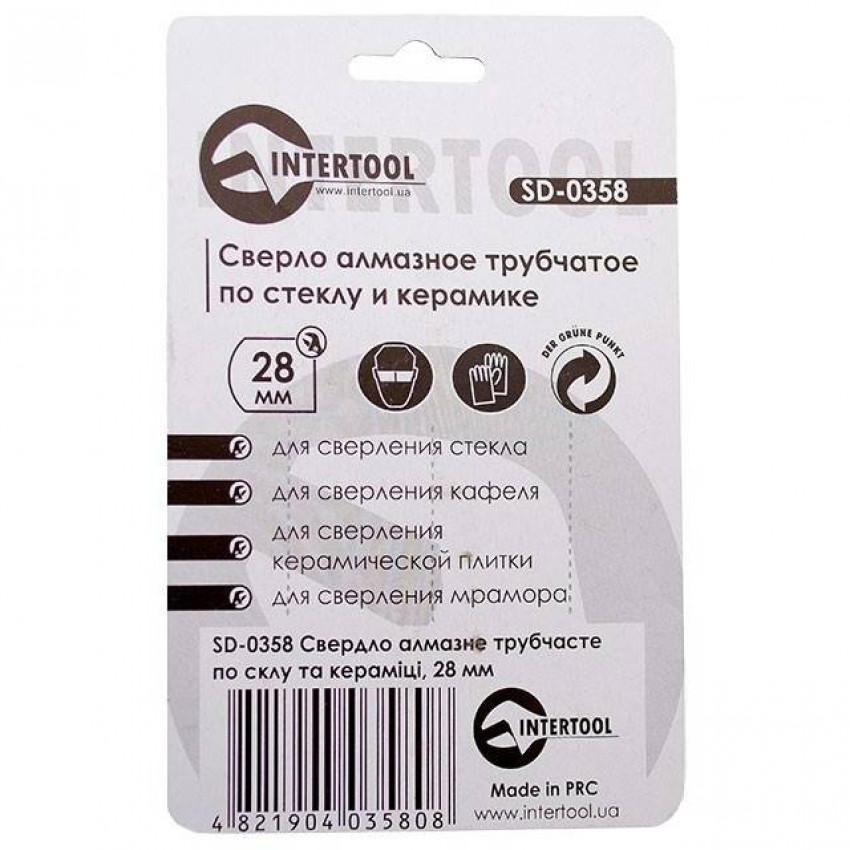 INTERTOOL
INTERTOOL
www.intertool.ua
SD-0358
Сверло алмазное трубчатое
по стеклу и керамике
28
мм
DER GRÜNE PUNKT
для сверления стекла
для сверления кафеля
для сверления
керамической плитки
для сверления мрамора
SD-0358 Свердло алмазне трубчасте
по склу та кераміці, 28 мм
INTERTOOL
Made in PRC
www.intertool.ua
4 821904 035808